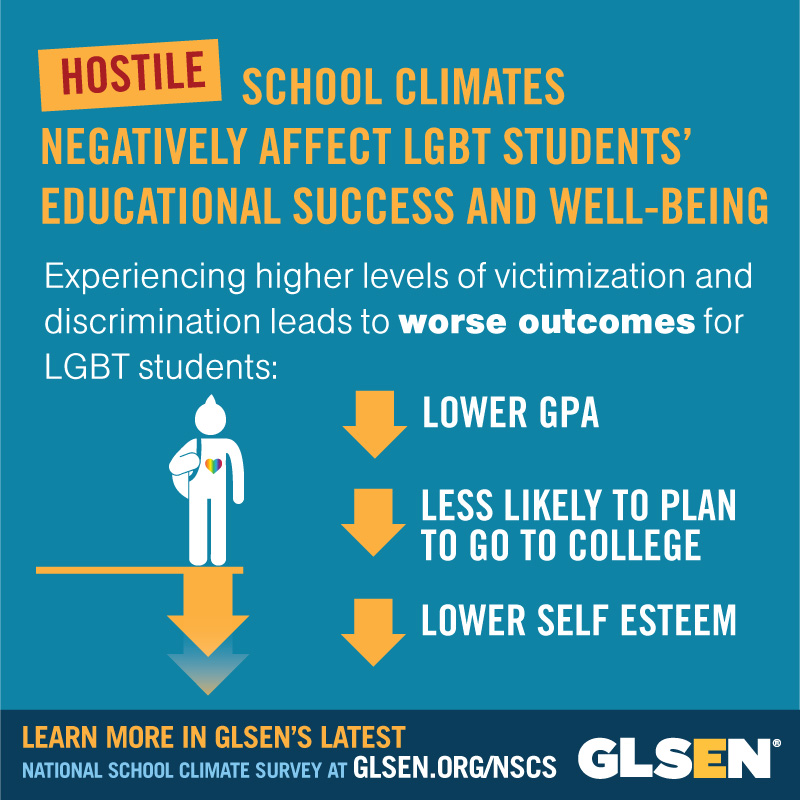 HOSTILE SCHOOL CLIMATES
NEGATIVELY AFFECT LGBT STUDENTS’
EDUCATIONAL SUCCESS AND WELL-BEING
Experiencing higher levels of victimization and
discrimination leads to worse outcomes for
LGBT students:
LOWER GPA
LESS LIKELY TO PLAN
TO GO TO COLLEGE
LOWER SELF ESTEEM
LEARN MORE IN GLSEN’S LATEST
NATIONAL SCHOOL CLIMATE SURVEY AT GLSEN.ORG/NSCS
GLSEN®